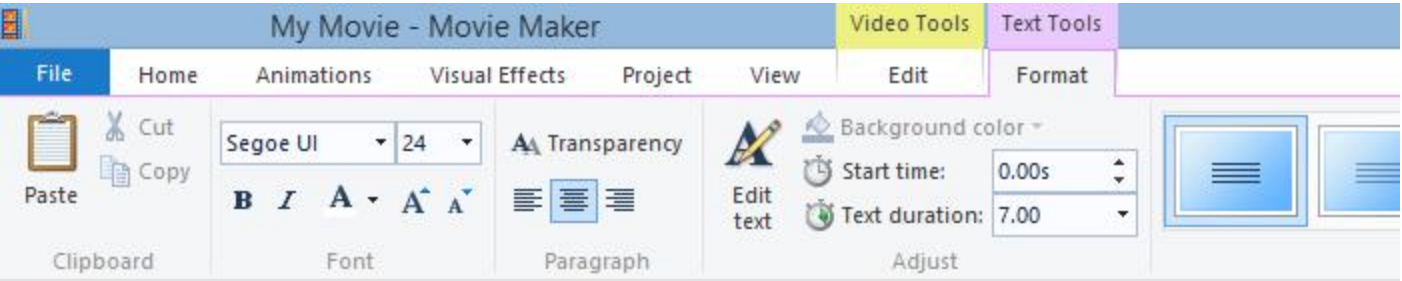 My Movie - Movie Maker
Video Tools
Text Tools
File
Home
Animations
Visual Effects
Project
View
Edit
Format
Paste
Cut
Copy
Clipboard
Segoe UI
24
B I A A A
Font
AA Transparency
Paragraph
Edit
text
Background color
Start time: 0.00s
Text duration: 7.00
Adjust